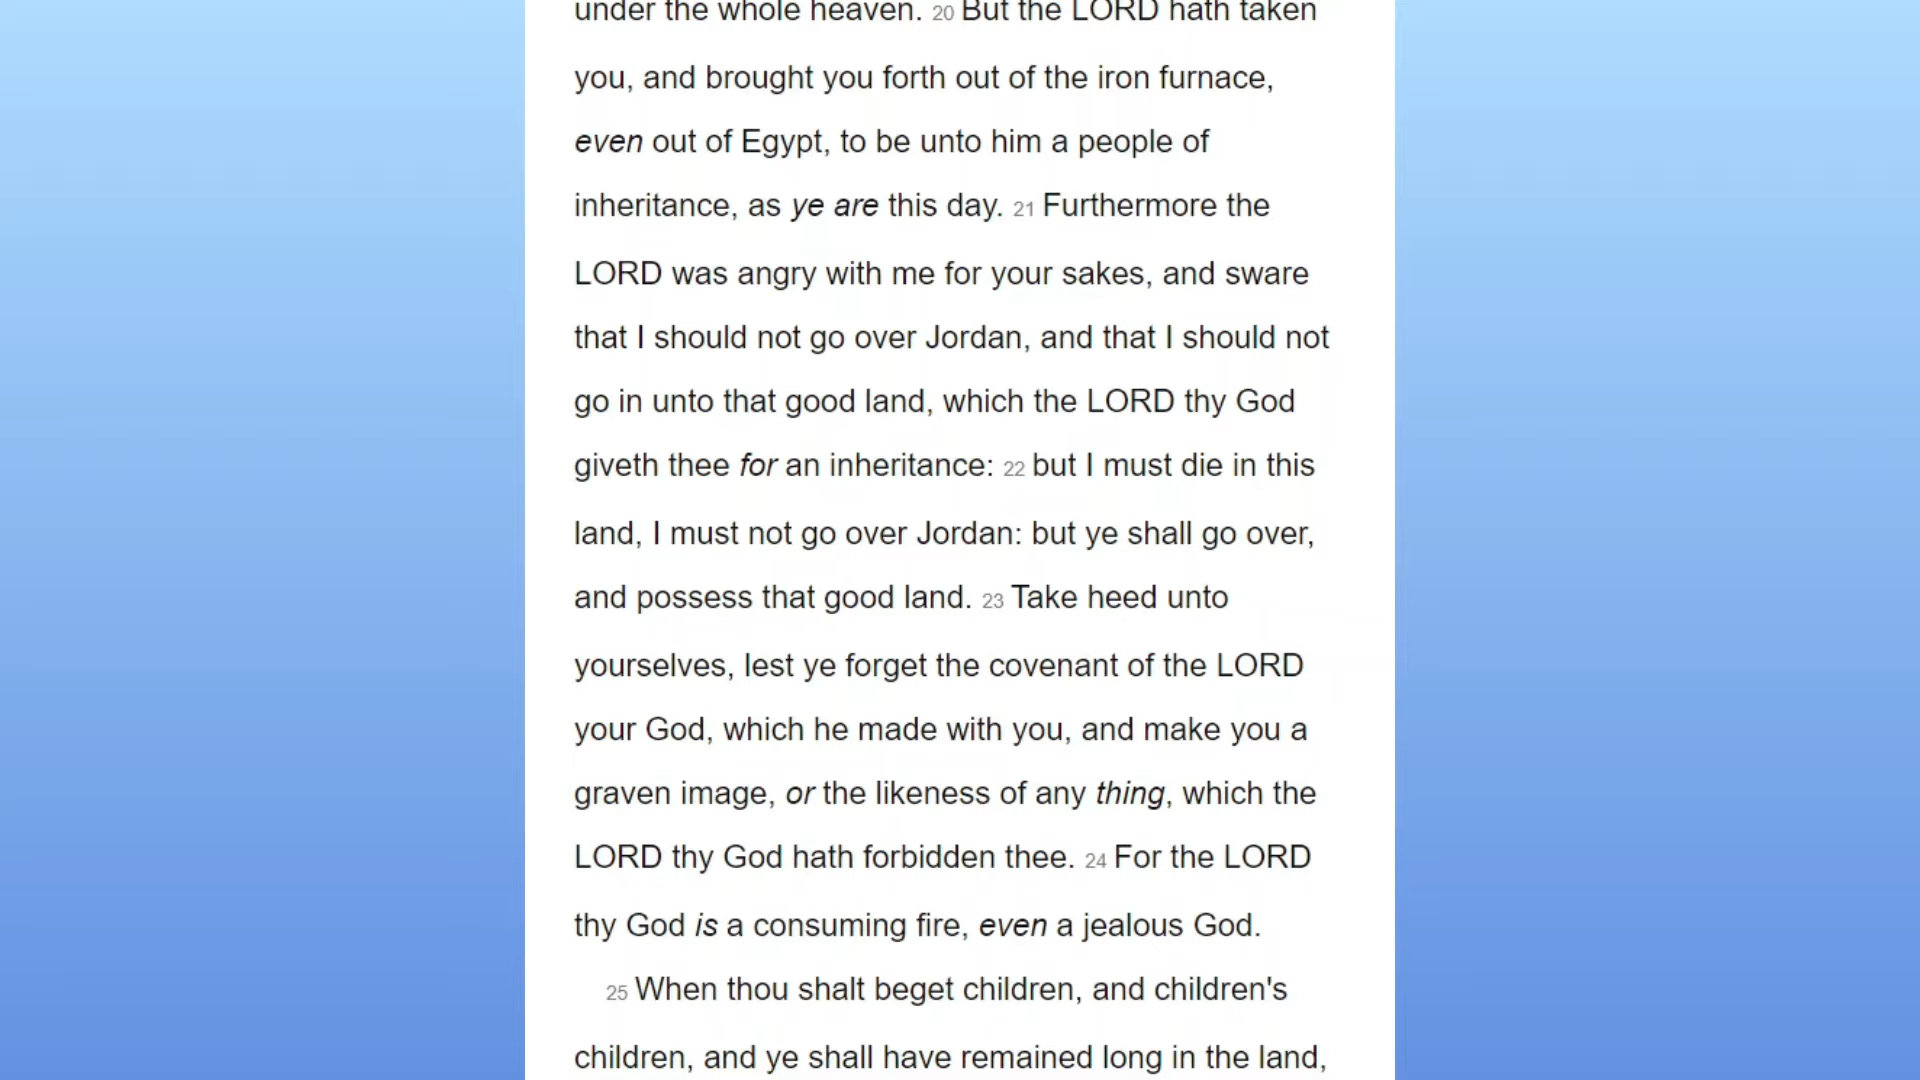 under the whole heaven. 20 But the LORD hath taken
you, and brought you forth out of the iron furnace,
even out of Egypt, to be unto him a people of
inheritance, as ye are this day. 21 Furthermore the
LORD was angry with me for your sakes, and sware
that I should not go over Jordan, and that I should not
go in unto that good land, which the LORD thy God
giveth thee for an inheritance: 22 but I must die in this
land, I must not go over Jordan: but ye shall go over,
and possess that good land. 23 Take heed unto
yourselves, lest ye forget the covenant of the LORD
your God, which he made with you, and make you a
graven image, or the likeness of any thing, which the
LORD thy God hath forbidden thee. 24 For the LORD
thy God is a consuming fire, even a jealous God.
25 When thou shalt beget children, and children's
children, and ye shall have remained long in the land,